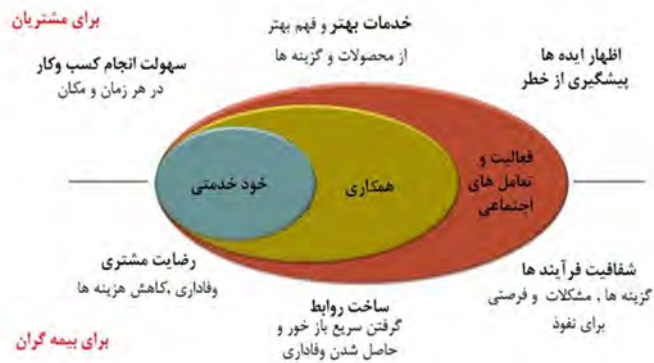 برای مشتریان
خدمات بهتر و فهم بهتر
از محصولات و گزینه ها
سهولت انجام کسب وکار
در هر زمان و مکان
اظهار ایده ها
پیشگیری از خطر
خود خدمتی
همکاری
فعالیت و
تعامل های
اجتماعی
رضایت مشتری
وفاداری ,کاهش هزینه ها
ساخت روابط
گرفتن سریع باز خور و
حاصل شدن وفاداری
شفافیت فرآیند ها
گزینه ها , مشکلات و فرصتی
برای نفوذ
برای بیمه گران